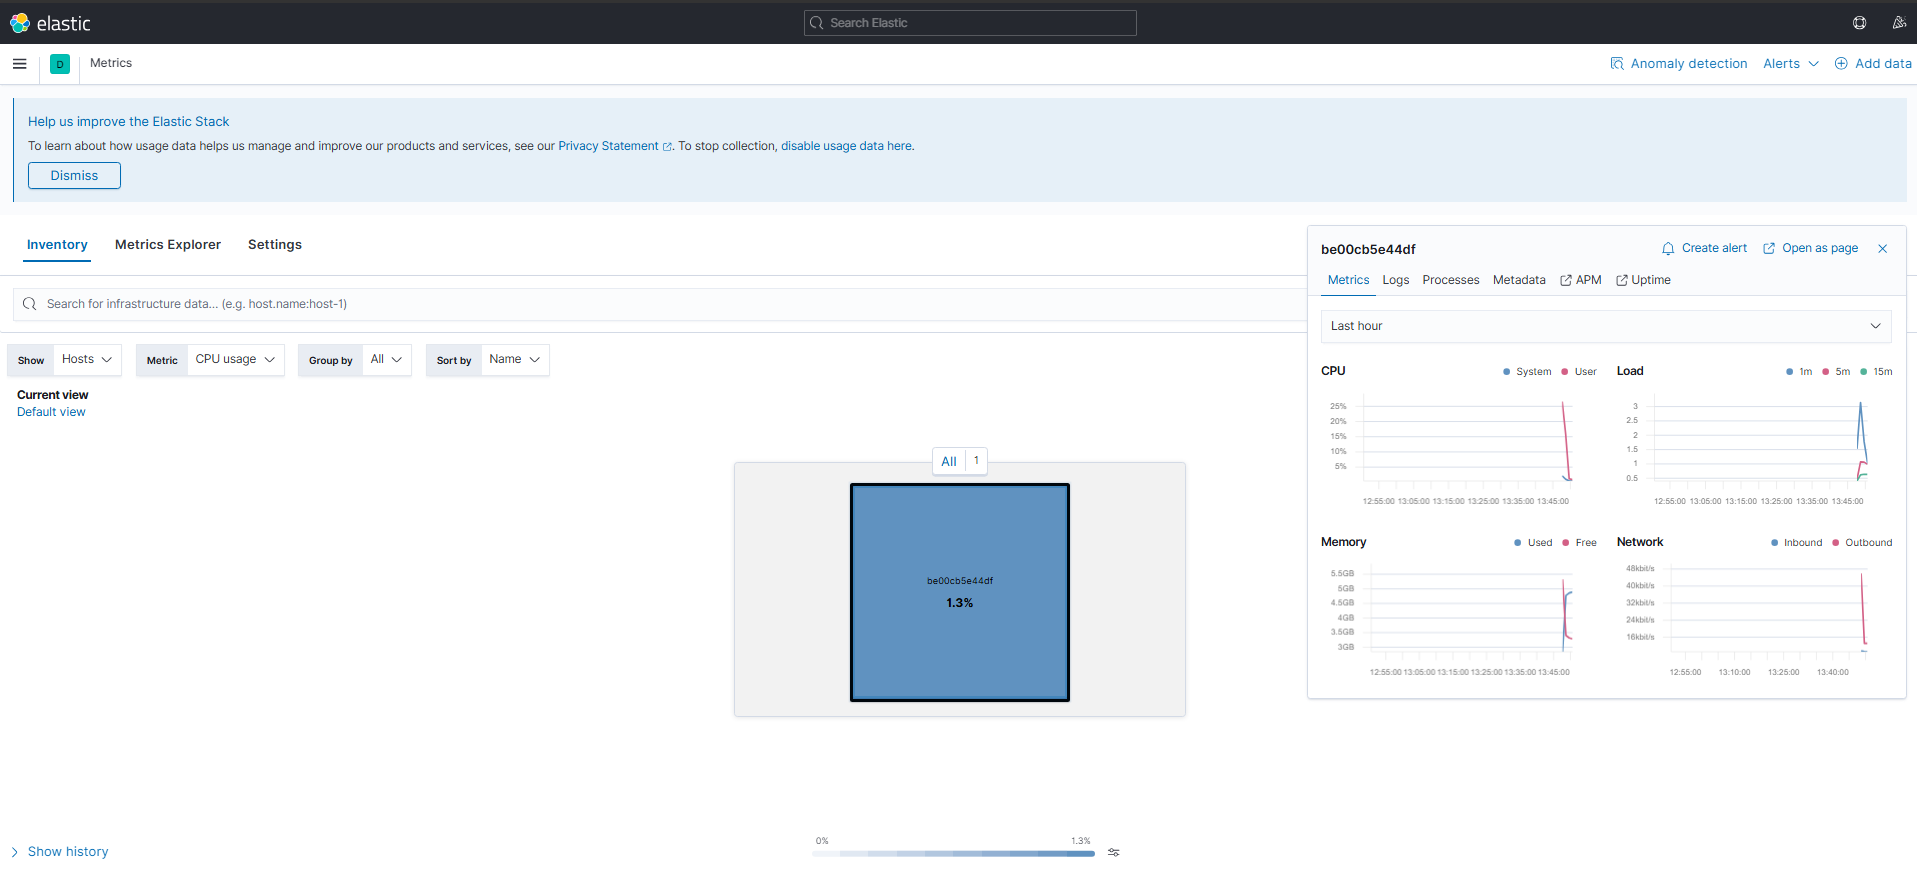 elastic
Search Elastic
D
Metrics
Anomaly detection
Alerts
Add data
Help us improve the Elastic Stack
To learn about how usage data helps us manage and improve our products and services, see our Privacy Statement. To stop collection, disable usage data here.
Dismiss
Inventory
Metrics Explorer
Settings
Search for infrastructure data... (e.g. host.name:host-1)
Show Hosts
Metric CPU usage
Group by All
Sort by Name
Current view
Default view
All 1
be00cb5e44df
1.3%
be00cb5e44df
Create alert
Open as page
Metrics Logs Processes Metadata APM Uptime
Last hour
CPU
System User
25%
20%
15%
10%
5%
12:55:00 13:05:00 13:15:00 13:25:00 13:35:00 13:45:00
Load
1m 5m 15m
3
2.5
2
1.5
1
0.5
12:55:00 13:05:00 13:15:00 13:25:00 13:35:00 13:45:00
Memory
Used Free
5.5GB
5GB
4.5GB
4GB
3.5GB
3GB
12:55:00 13:05:00 13:15:00 13:25:00 13:35:00 13:45:00
Network
Inbound Outbound
48kbit/s
40kbit/s
32kbit/s
24kbit/s
16kbit/s
12:55:00 13:10:00 13:25:00 13:40:00
Show history
0% 1.3%